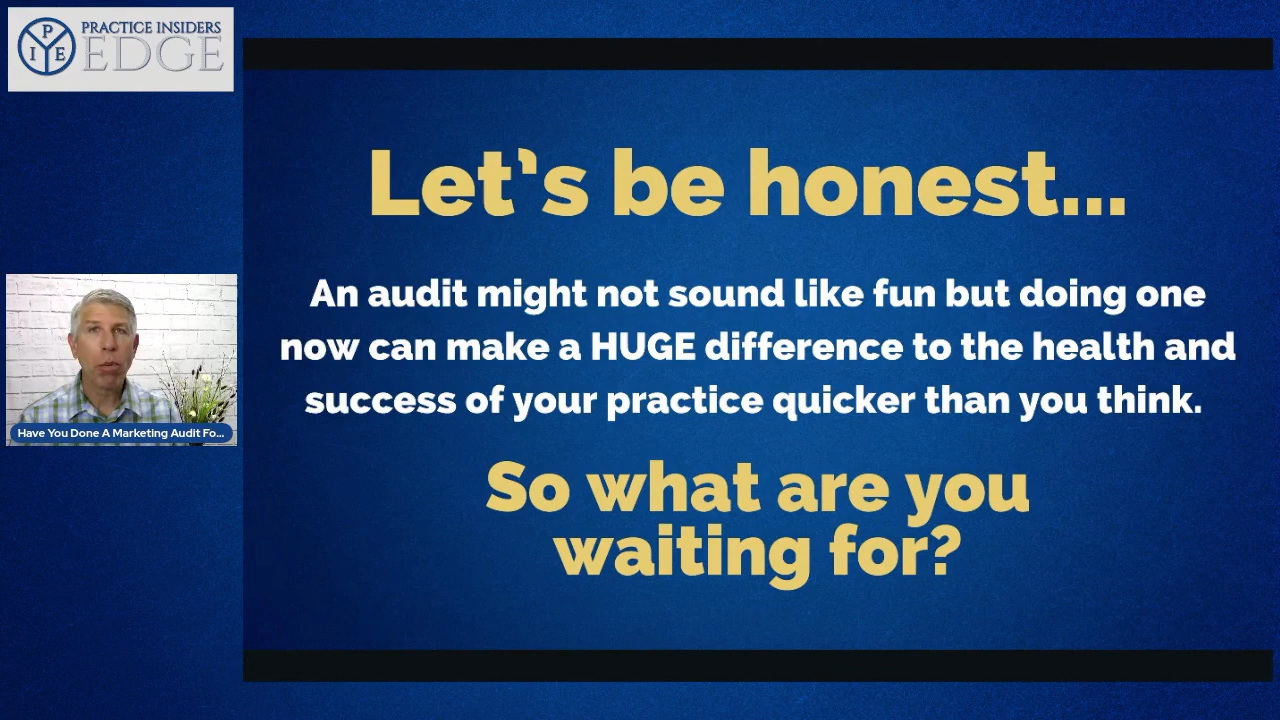 PRACTICE INSIDERS
EDGE
P
I E
Let's be honest...
An audit might not sound like fun but doing one
now can make a HUGE difference to the health and
success of your practice quicker than you think.
So what are you
waiting for?
Have You Done A Marketing Audit Fo...